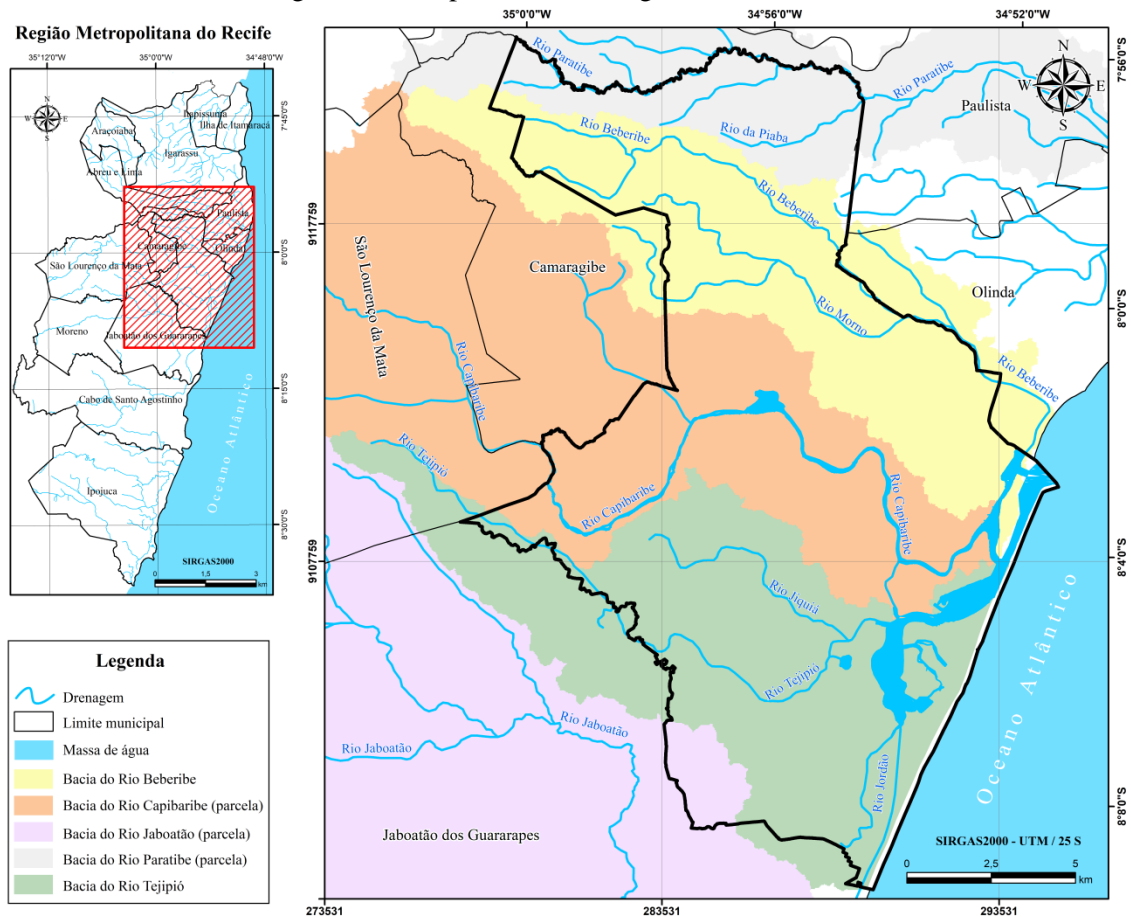 Região Metropolitana do Recife
35°12'0"W
35°0'0"W
34°48'0"W
N
W
E
S
Araçoiaba
Itapissuma
Ilha de Itamaracá
Igarassu
Abreu e Lima
Paulista
Camaragibe
Olinda
São Lourenço da Mata
Moreno
Jaboatão dos Guararapes
Cabo de Santo Agostinho
Ipojuca
Oceano Atlântico
7°45'0"S
8°0'0"S
8°15'0"S
8°30'0"S
SIRGAS2000
0
1,5
3
km
Legenda
Drenagem
Limite municipal
Massa de água
Bacia do Rio Beberibe
Bacia do Rio Capibaribe (parcela)
Bacia do Rio Jaboatão (parcela)
Bacia do Rio Paratibe (parcela)
Bacia do Rio Tejipió
35°0'0"W
34°56'0"W
34°52'0"W
7°56'0"S
8°0'0"S
8°4'0"S
8°8'0"S
9117759
9107759
273531
283531
293531
N
W
E
S
Rio Paratibe
Rio Paratibe
Paulista
Rio Beberibe
Rio da Piaba
Rio Beberibe
São Lourenço da Mata
Camaragibe
Olinda
Rio Morno
Rio Beberibe
Rio Capibaribe
Rio Tejipió
Rio Capibaribe
Rio Capibaribe
Rio Jiquiá
Rio Tejipió
Rio Jaboatão
Rio Jaboatão
Rio Jordão
Jaboatão dos Guararapes
Oceano Atlântico
SIRGAS2000 - UTM / 25 S
0
2,5
5
km